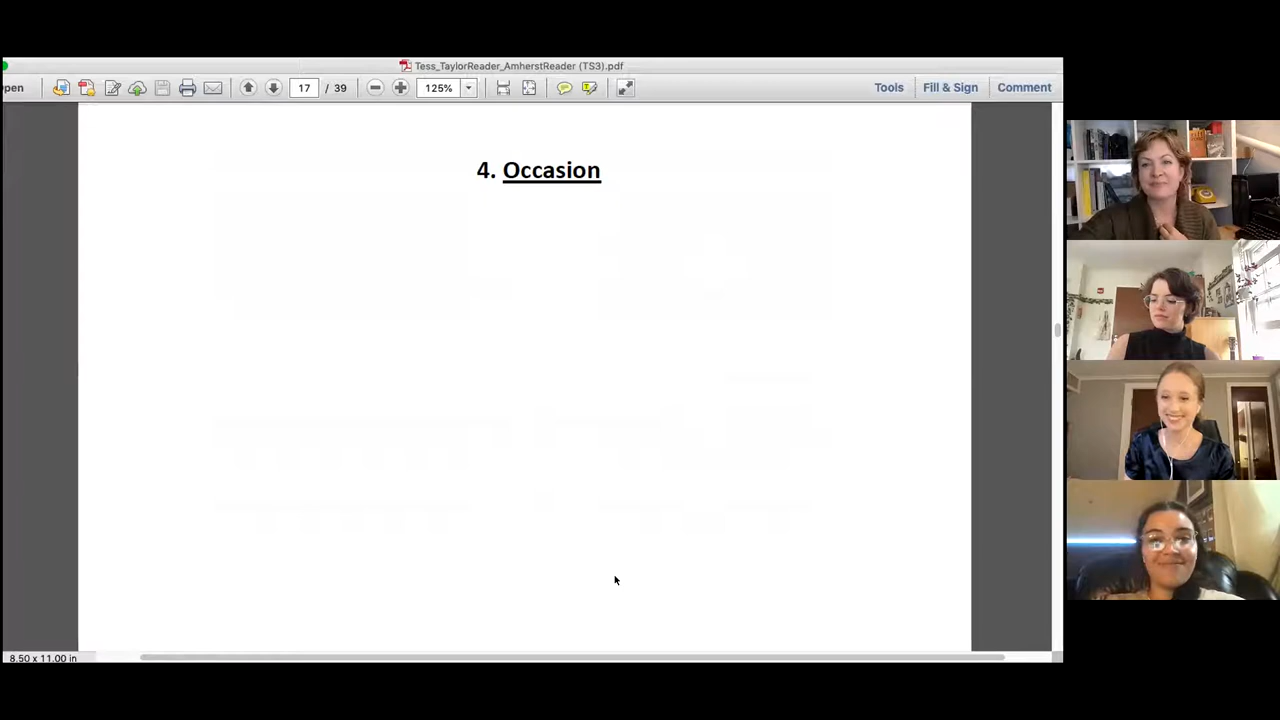 Tess_TaylorReader_AmherstReader (TS3).pdf
pen
17 / 39
125%
Tools
Fill & Sign
Comment
4. Occasion
8.50 x 11.00 in